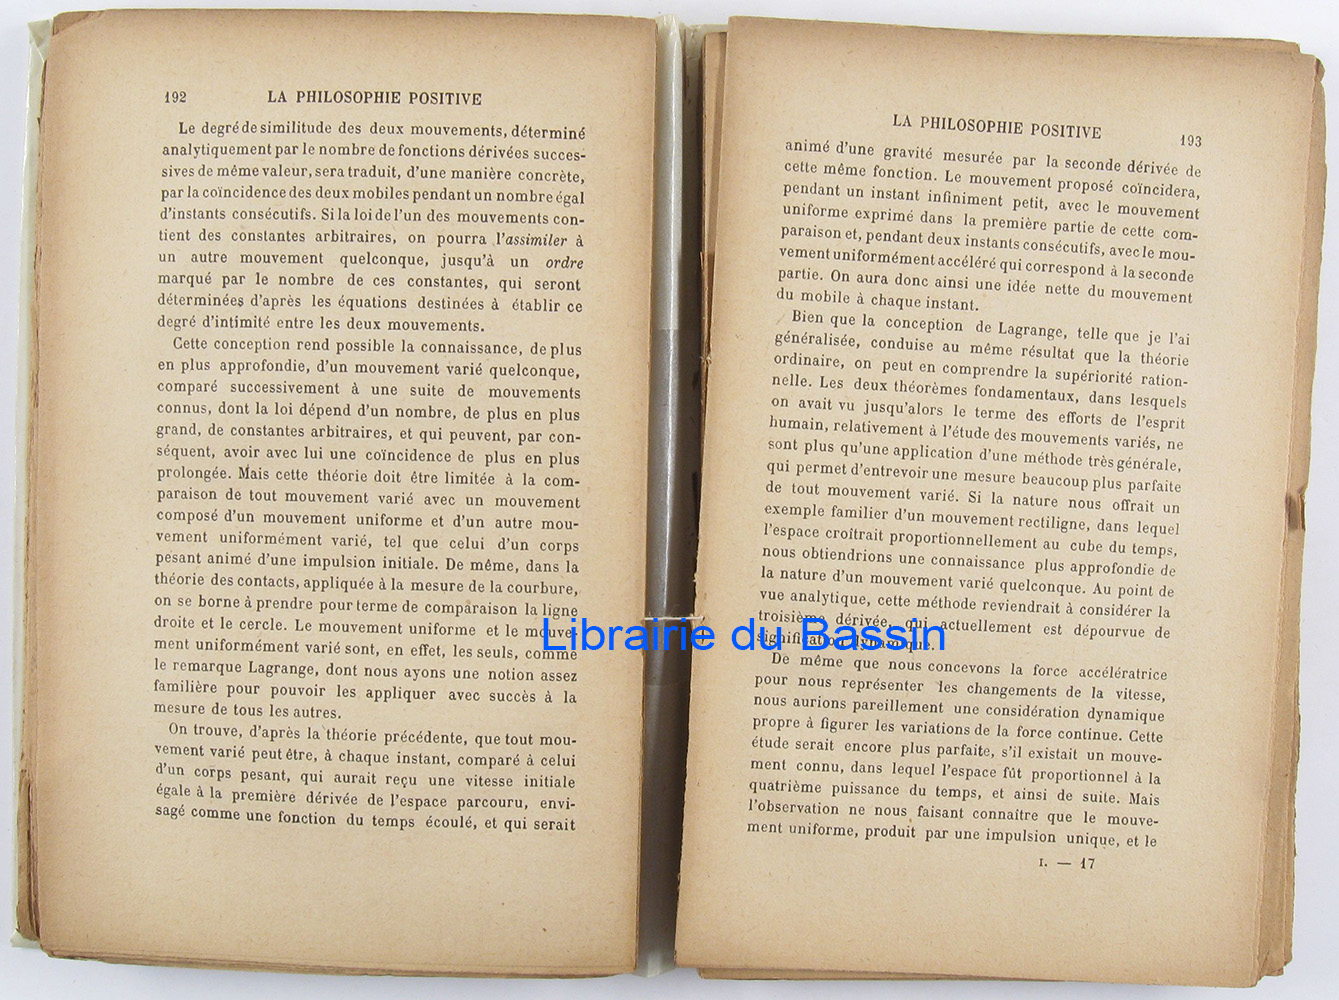 192 LA PHILOSOPHIE POSITIVE
Le degré de similitude des deux mouvements, déterminé
analytiquement par le nombre de fonctions dérivées succes-
sives de même valeur, sera traduit, d'une manière concrète,
par la coïncidence des deux mobiles pendant un nombre égal
d'instants consécutifs. Si la loi de l'un des mouvements con-
tient des constantes arbitraires, on pourra l'assimiler à
un autre mouvement quelconque, jusqu'à un ordre
marqué par le nombre de ces constantes, qui seront
déterminées d'après les équations destinées à établir ce
degré d'intimité entre les deux mouvements.
Cette conception rend possible la connaissance, de plus
en plus approfondie, d'un mouvement varié quelconque,
comparé successivement à une suite de mouvements
connus, dont la loi dépend d'un nombre, de plus en plus
grand, de constantes arbitraires, et qui peuvent, par con-
séquent, avoir avec lui une coïncidence de plus en plus
prolongée. Mais cette théorie doit être limitée à la com-
paraison de tout mouvement varié avec un mouvement
composé d'un mouvement uniforme et d'un autre mou-
vement uniformément varié, tel que celui d'un corps
pesant animé d'une impulsion initiale. De même, dans la
théorie des contacts, appliquée à la mesure de la courbure,
on se borne à prendre pour terme de comparaison la ligne
droite et le cercle. Le mouvement uniforme et le mouve-
ment uniformément varié sont, en effet, les seuls, comme
le remarque Lagrange, dont nous ayons une notion assez
familière pour pouvoir les appliquer avec succès à la
mesure de tous les autres.
On trouve, d'après la théorie précédente, que tout mou-
vement varié peut être, à chaque instant, comparé à celui
d'un corps pesant, qui aurait reçu une vitesse initiale
égale à la première dérivée de l'espace parcouru, envi-
sagé comme une fonction du temps écoulé, et qui serait
LA PHILOSOPHIE POSITIVE 193
animé d'une gravité mesurée par la seconde dérivée de
cette même fonction. Le mouvement proposé coïncidera,
pendant un instant infiniment petit, avec le mouvement
uniforme exprimé dans la première partie de cette com-
paraison et, pendant deux instants consécutifs, avec le mou-
vement uniformément accéléré qui correspond à la seconde
partie. On aura donc ainsi une idée nette du mouvement
du mobile à chaque instant.
Bien que la conception de Lagrange, telle que je l'ai
généralisée, conduise au même résultat que la théorie
ordinaire, on peut en comprendre la supériorité ration-
nelle. Les deux théorèmes fondamentaux, dans lesquels
on avait vu jusqu'alors le terme des efforts de l'esprit
humain, relativement à l'étude des mouvements variés, ne
sont plus qu'une application d'une méthode très générale,
qui permet d'entrevoir une mesure beaucoup plus parfaite
de tout mouvement varié. Si la nature nous offrait un
exemple familier d'un mouvement rectiligne, dans lequel
l'espace croîtrait proportionnellement au cube du temps,
nous obtiendrions une connaissance plus approfondie de
la nature d'un mouvement varié quelconque. Au point de
vue analytique, cette méthode reviendrait à considérer la
troisième dérivée, qui actuellement est dépourvue de
signification dynamique.
De même que nous concevons la force accélératrice
pour nous représenter les changements de la vitesse,
nous aurions pareillement une considération dynamique
propre à figurer les variations de la force continue. Cette
étude serait encore plus parfaite, s'il existait un mouve-
ment connu, dans lequel l'espace fût proportionnel à la
quatrième puissance du temps, et ainsi de suite. Mais
l'observation ne nous faisant connaître que le mouve-
ment uniforme, produit par une impulsion unique, et le
I. — 17
Librairie du Bassin